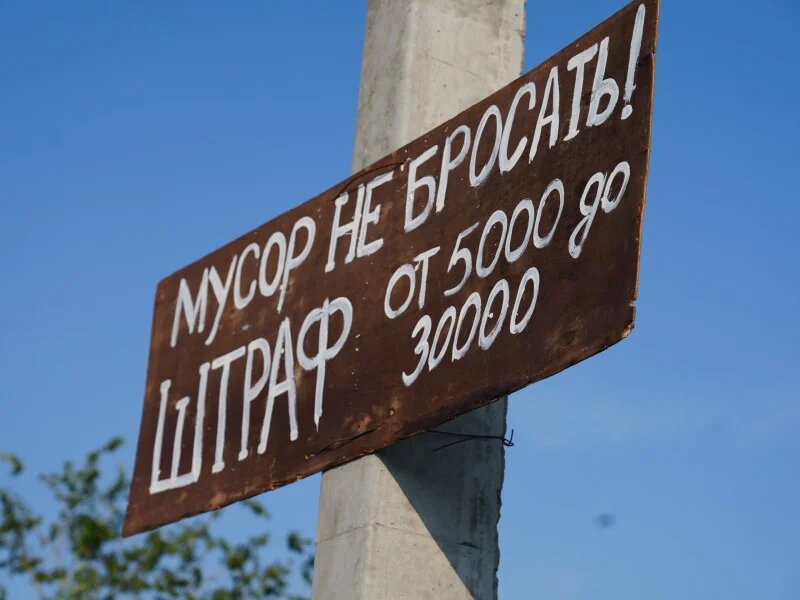 МУСОР НЕ БРОСАТЬ!
ШТРАФ ОТ 5000 до
30000